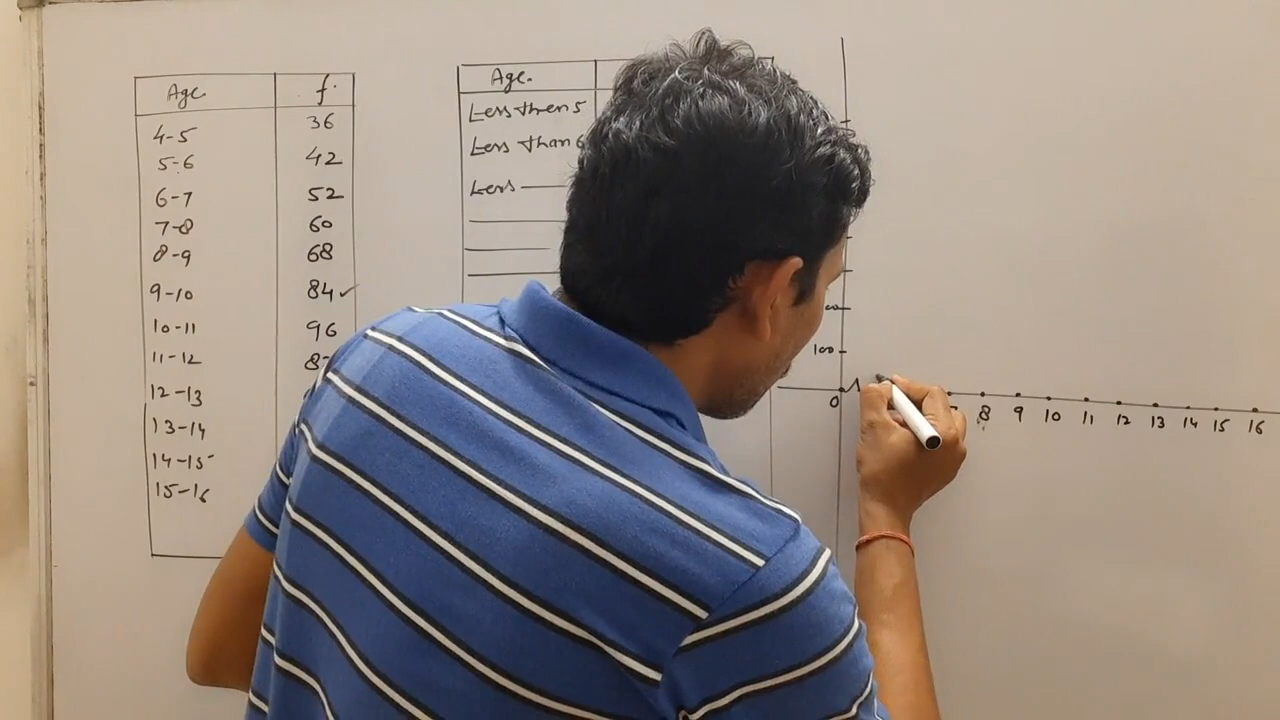 Age. f.
4-5 36
5-6 42
6-7 52
7-8 60
8-9 68
9-10 84 ✓
10-11 96
11-12
12-13
13-14
14-15
15-16
Age.
Less then 5
Less than 6
Less
100
0 8 9 10 11 12 13 14 15 16